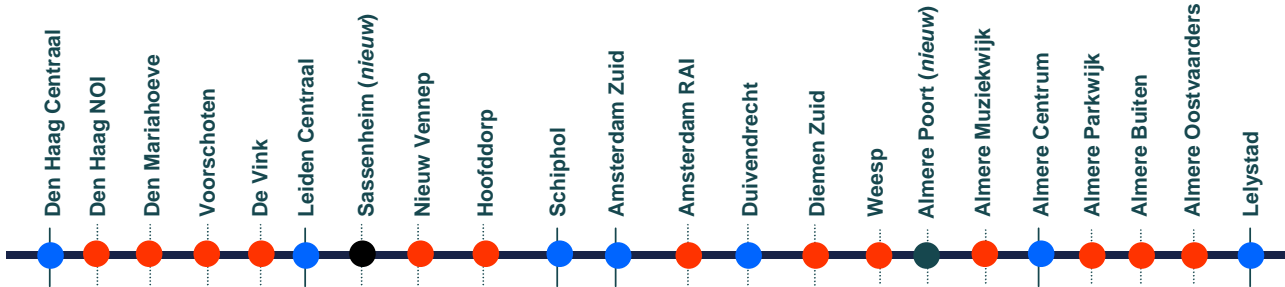 Den Haag Centraal
Den Haag NOI
Den Mariahoeve
Voorschoten
De Vink
Leiden Centraal
Sassenheim (nieuw)
Nieuw Vennep
Hoofddorp
Schiphol
Amsterdam Zuid
Amsterdam RAI
Duivendrecht
Diemen Zuid
Weesp
Almere Poort (nieuw)
Almere Muziekwijk
Almere Centrum
Almere Parkwijk
Almere Buiten
Almere Oostvaarders
Lelystad